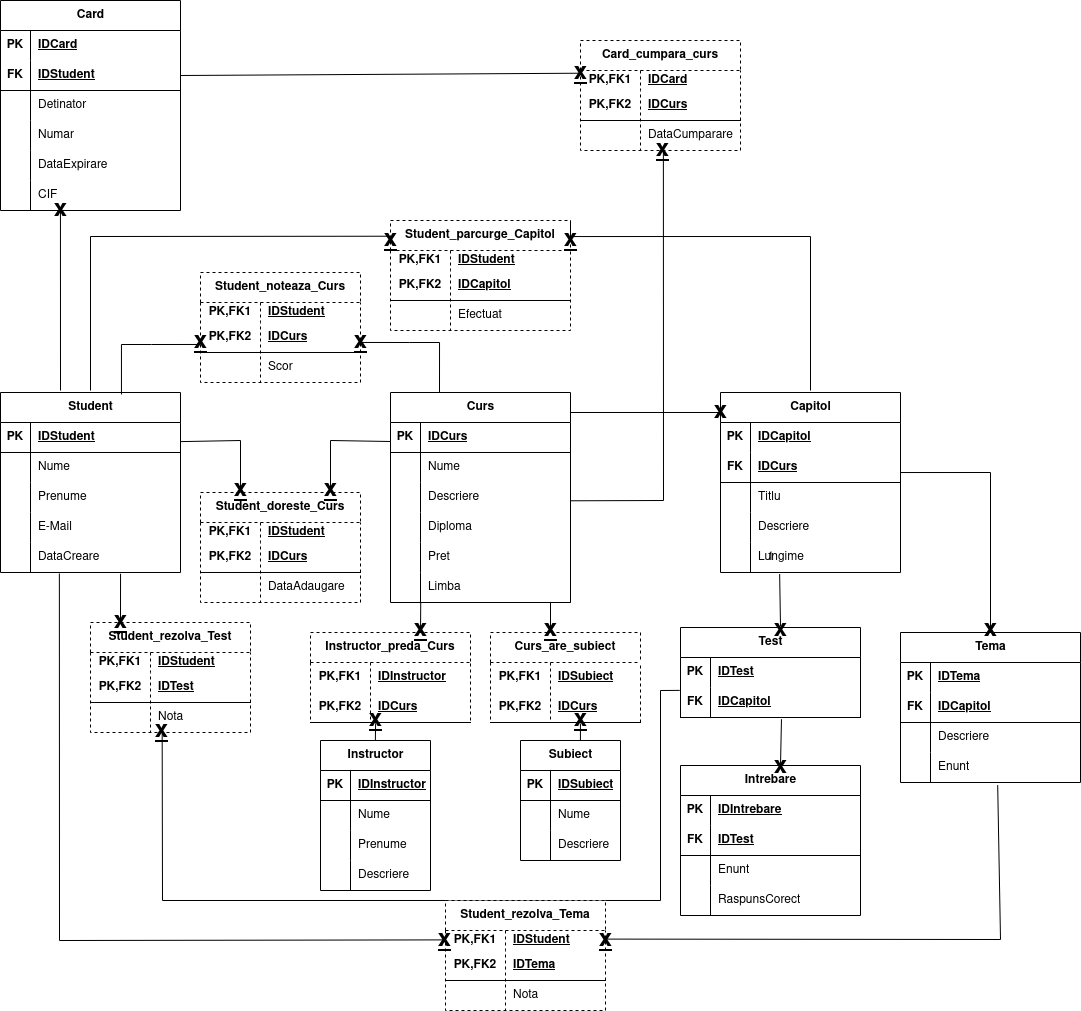 Card
PK IDCard
FK IDStudent
Detinator
Numar
DataExpirare
CIF
X
Card_cumpara_curs
X PK,FK1 IDCard
PK,FK2 IDCurs
DataCumparare
X
Student_parcurge_Capitol
X X
PK,FK1 IDStudent
PK,FK2 IDCapitol
Efectuat
Student_noteaza_Curs
PK,FK1 IDStudent
X PK,FK2 IDCurs X
Scor
Student
PK IDStudent
Nume
Prenume
E-Mail
DataCreare
Curs
PK IDCurs
Nume
Descriere
Diploma
Pret
Limba
Capitol
X
PK IDCapitol
FK IDCurs
Titlu
Descriere
Lungime
X X
Student_doreste_Curs
PK,FK1 IDStudent
PK,FK2 IDCurs
DataAdaugare
X
Student_rezolva_Test
PK,FK1 IDStudent
PK,FK2 IDTest
Nota
X
X
Instructor_preda_Curs
PK,FK1 IDInstructor
PK,FK2 IDCurs
X
X
Curs_are_subiect
PK,FK1 IDSubiect
PK,FK2 IDCurs
X
X
Test
PK IDTest
FK IDCapitol
X
Tema
PK IDTema
FK IDCapitol
Descriere
Enunt
Instructor
PK IDInstructor
Nume
Prenume
Descriere
Subiect
PK IDSubiect
Nume
Descriere
X
Intrebare
PK IDIntrebare
FK IDTest
Enunt
RaspunsCorect
Student_rezolva_Tema
X PK,FK1 IDStudent X
PK,FK2 IDTema
Nota